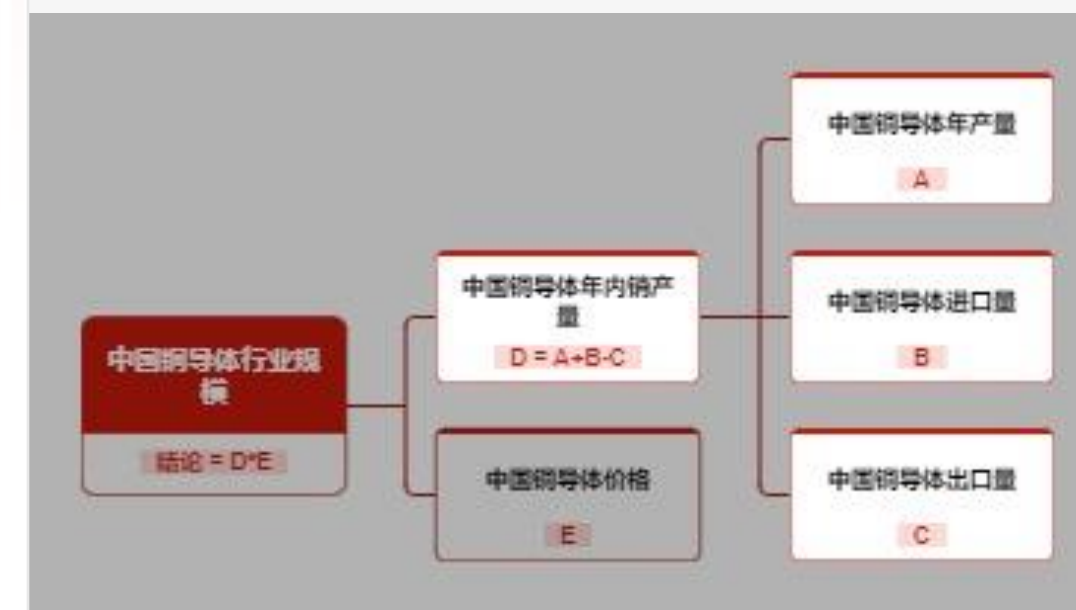 中国铜导体年产量
A
中国铜导体年内销产
量
D = A+B-C
中国铜导体进口量
B
中国铜导体行业规
模
结论 = D*E
中国铜导体价格
E
中国铜导体出口量
C